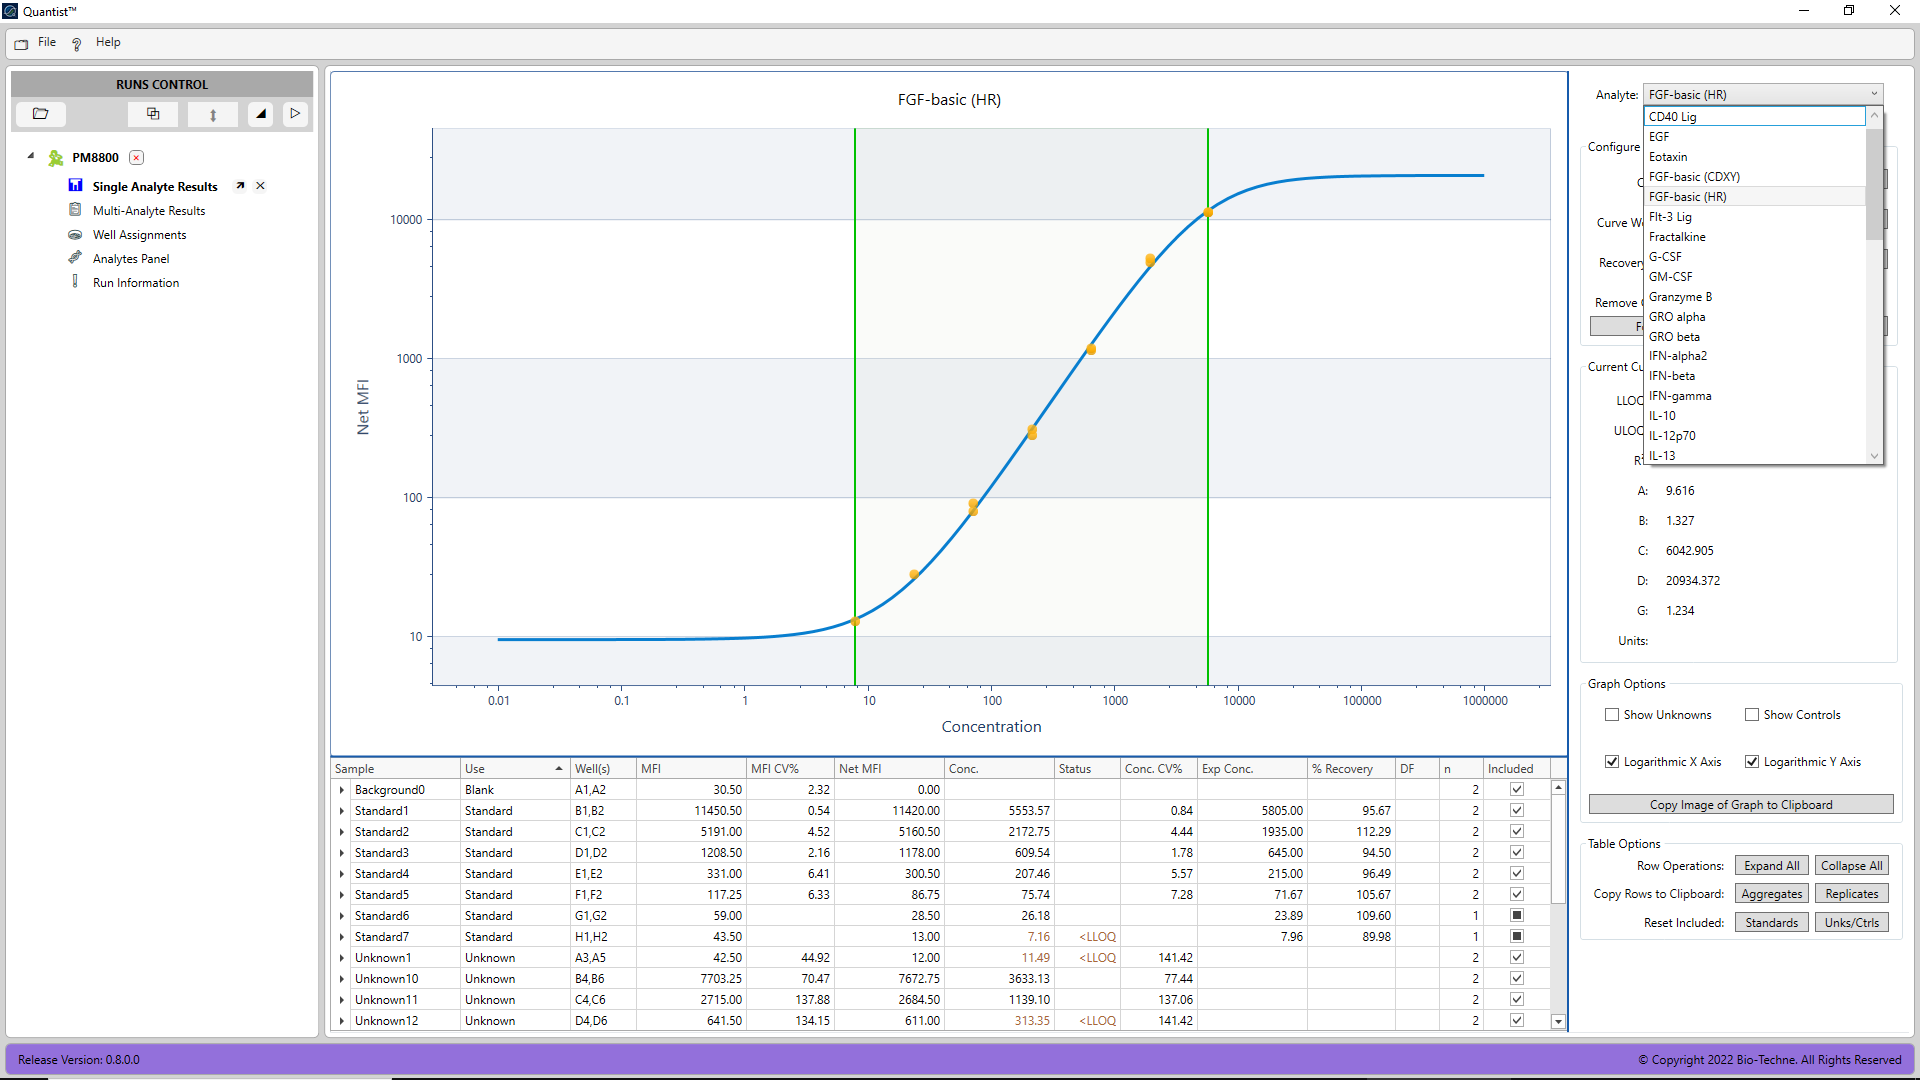 Quantist™
File Help
RUNS CONTROL
PM8800
Single Analyte Results
Multi-Analyte Results
Well Assignments
Analytes Panel
Run Information
FGF-basic (HR)
Net MFI
10000
1000
100
10
0.01 0.1 1 10 100 1000 10000 100000 1000000
Concentration
Sample Use Well(s) MFI MFI CV% Net MFI Conc. Status Conc. CV% Exp Conc. % Recovery DF n Included
Background0 Blank A1,A2 30.50 2.32 0.00 2
Standard1 Standard B1,B2 11450.50 0.54 11420.00 5553.57 0.84 5805.00 95.67 2
Standard2 Standard C1,C2 5191.00 4.52 5160.50 2172.75 4.44 1935.00 112.29 2
Standard3 Standard D1,D2 1208.50 2.16 1178.00 609.54 1.78 645.00 94.50 2
Standard4 Standard E1,E2 331.00 6.41 300.50 207.46 5.57 215.00 96.49 2
Standard5 Standard F1,F2 117.25 6.33 86.75 75.74 7.28 71.67 105.67 2
Standard6 Standard G1,G2 59.00 28.50 26.18 23.89 109.60 1
Standard7 Standard H1,H2 43.50 13.00 7.16 <LLOQ 7.96 89.98 1
Unknown1 Unknown A3,A5 42.50 44.92 12.00 11.49 <LLOQ 141.42 2
Unknown10 Unknown B4,B6 7703.25 70.47 7672.75 3633.13 77.44 2
Unknown11 Unknown C4,C6 2715.00 137.88 2684.50 1139.10 137.06 2
Unknown12 Unknown D4,D6 641.50 134.15 611.00 313.35 <LLOQ 141.42 2
Analyte: FGF-basic (HR)
CD40 Lig
EGF
Eotaxin
FGF-basic (CDXY)
FGF-basic (HR)
Flt-3 Lig
Fractalkine
G-CSF
GM-CSF
Granzyme B
GRO alpha
GRO beta
IFN-alpha2
IFN-beta
IFN-gamma
IL-10
IL-12p70
IL-13
Configure
Curve
Recovery
Remove
Current
A: 9.616
B: 1.327
C: 6042.905
D: 20934.372
G: 1.234
Units:
Graph Options
Show Unknowns Show Controls
Logarithmic X Axis Logarithmic Y Axis
Copy Image of Graph to Clipboard
Table Options
Row Operations: Expand All Collapse All
Copy Rows to Clipboard: Aggregates Replicates
Reset Included: Standards Unks/Ctrls
Release Version: 0.8.0.0
© Copyright 2022 Bio-Techne. All Rights Reserved